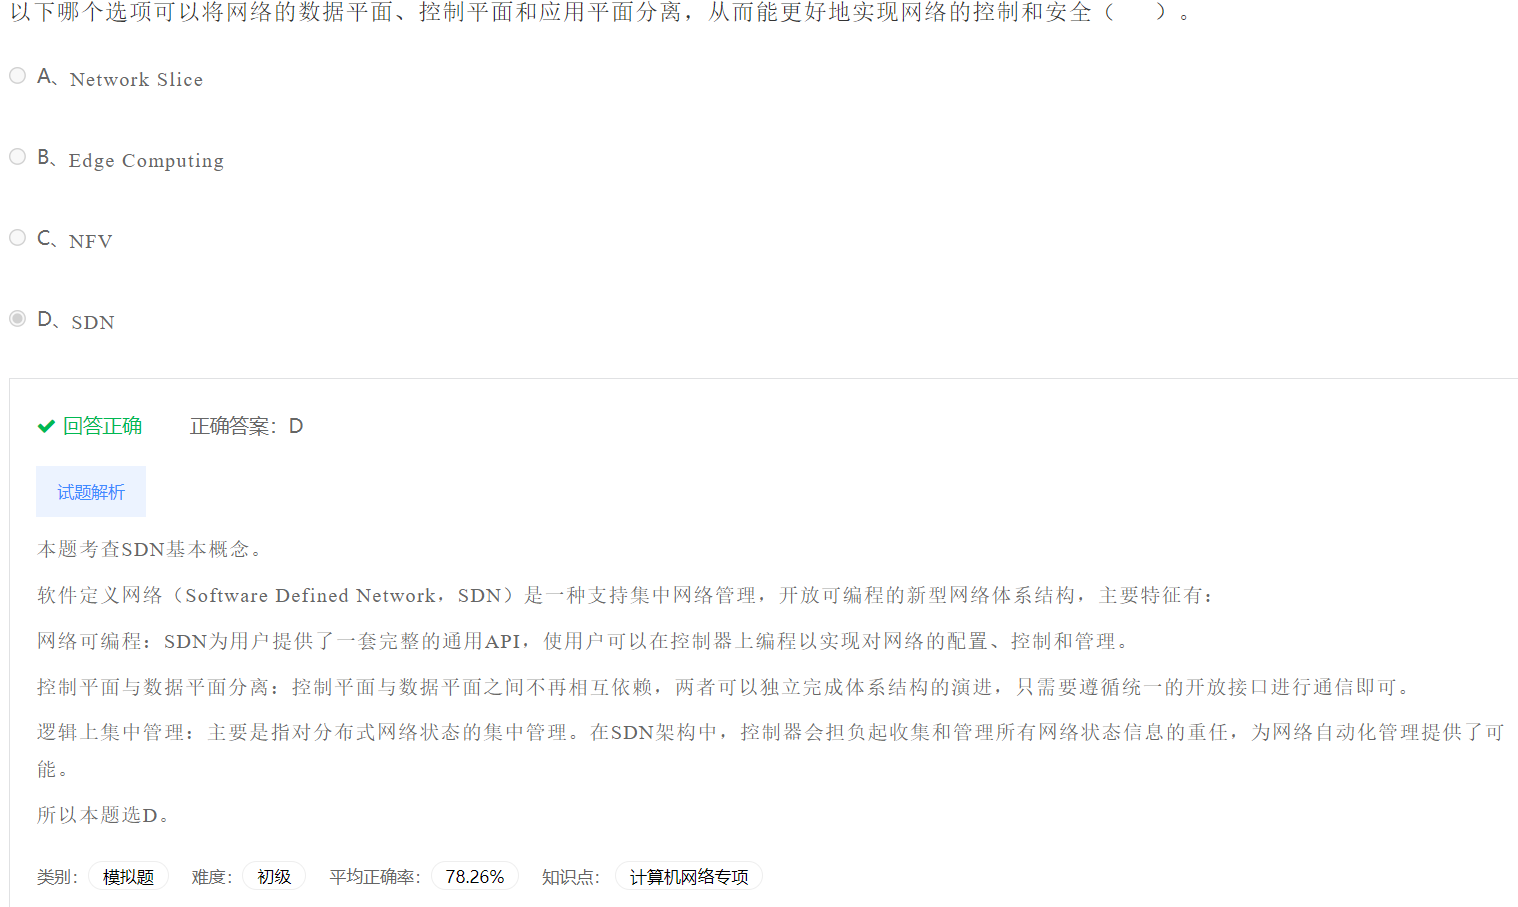 以下哪个选项可以将网络的数据平面、控制平面和应用平面分离，从而能更好地实现网络的控制和安全（　　）。
A、Network Slice
B、Edge Computing
C、NFV
D、SDN
回答正确 正确答案：D
试题解析
本题考查SDN基本概念。
软件定义网络（Software Defined Network，SDN）是一种支持集中网络管理，开放可编程的新型网络体系结构，主要特征有：
网络可编程：SDN为用户提供了一套完整的通用API，使用户可以在控制器上编程以实现对网络的配置、控制和管理。
控制平面与数据平面分离：控制平面与数据平面之间不再相互依赖，两者可以独立完成体系结构的演进，只需要遵循统一的开放接口进行通信即可。
逻辑上集中管理：主要是指对分布式网络状态的集中管理。在SDN架构中，控制器会担负起收集和管理所有网络状态信息的重任，为网络自动化管理提供了可
能。
所以本题选D。
类别： 模拟题 难度： 初级 平均正确率： 78.26% 知识点： 计算机网络专项